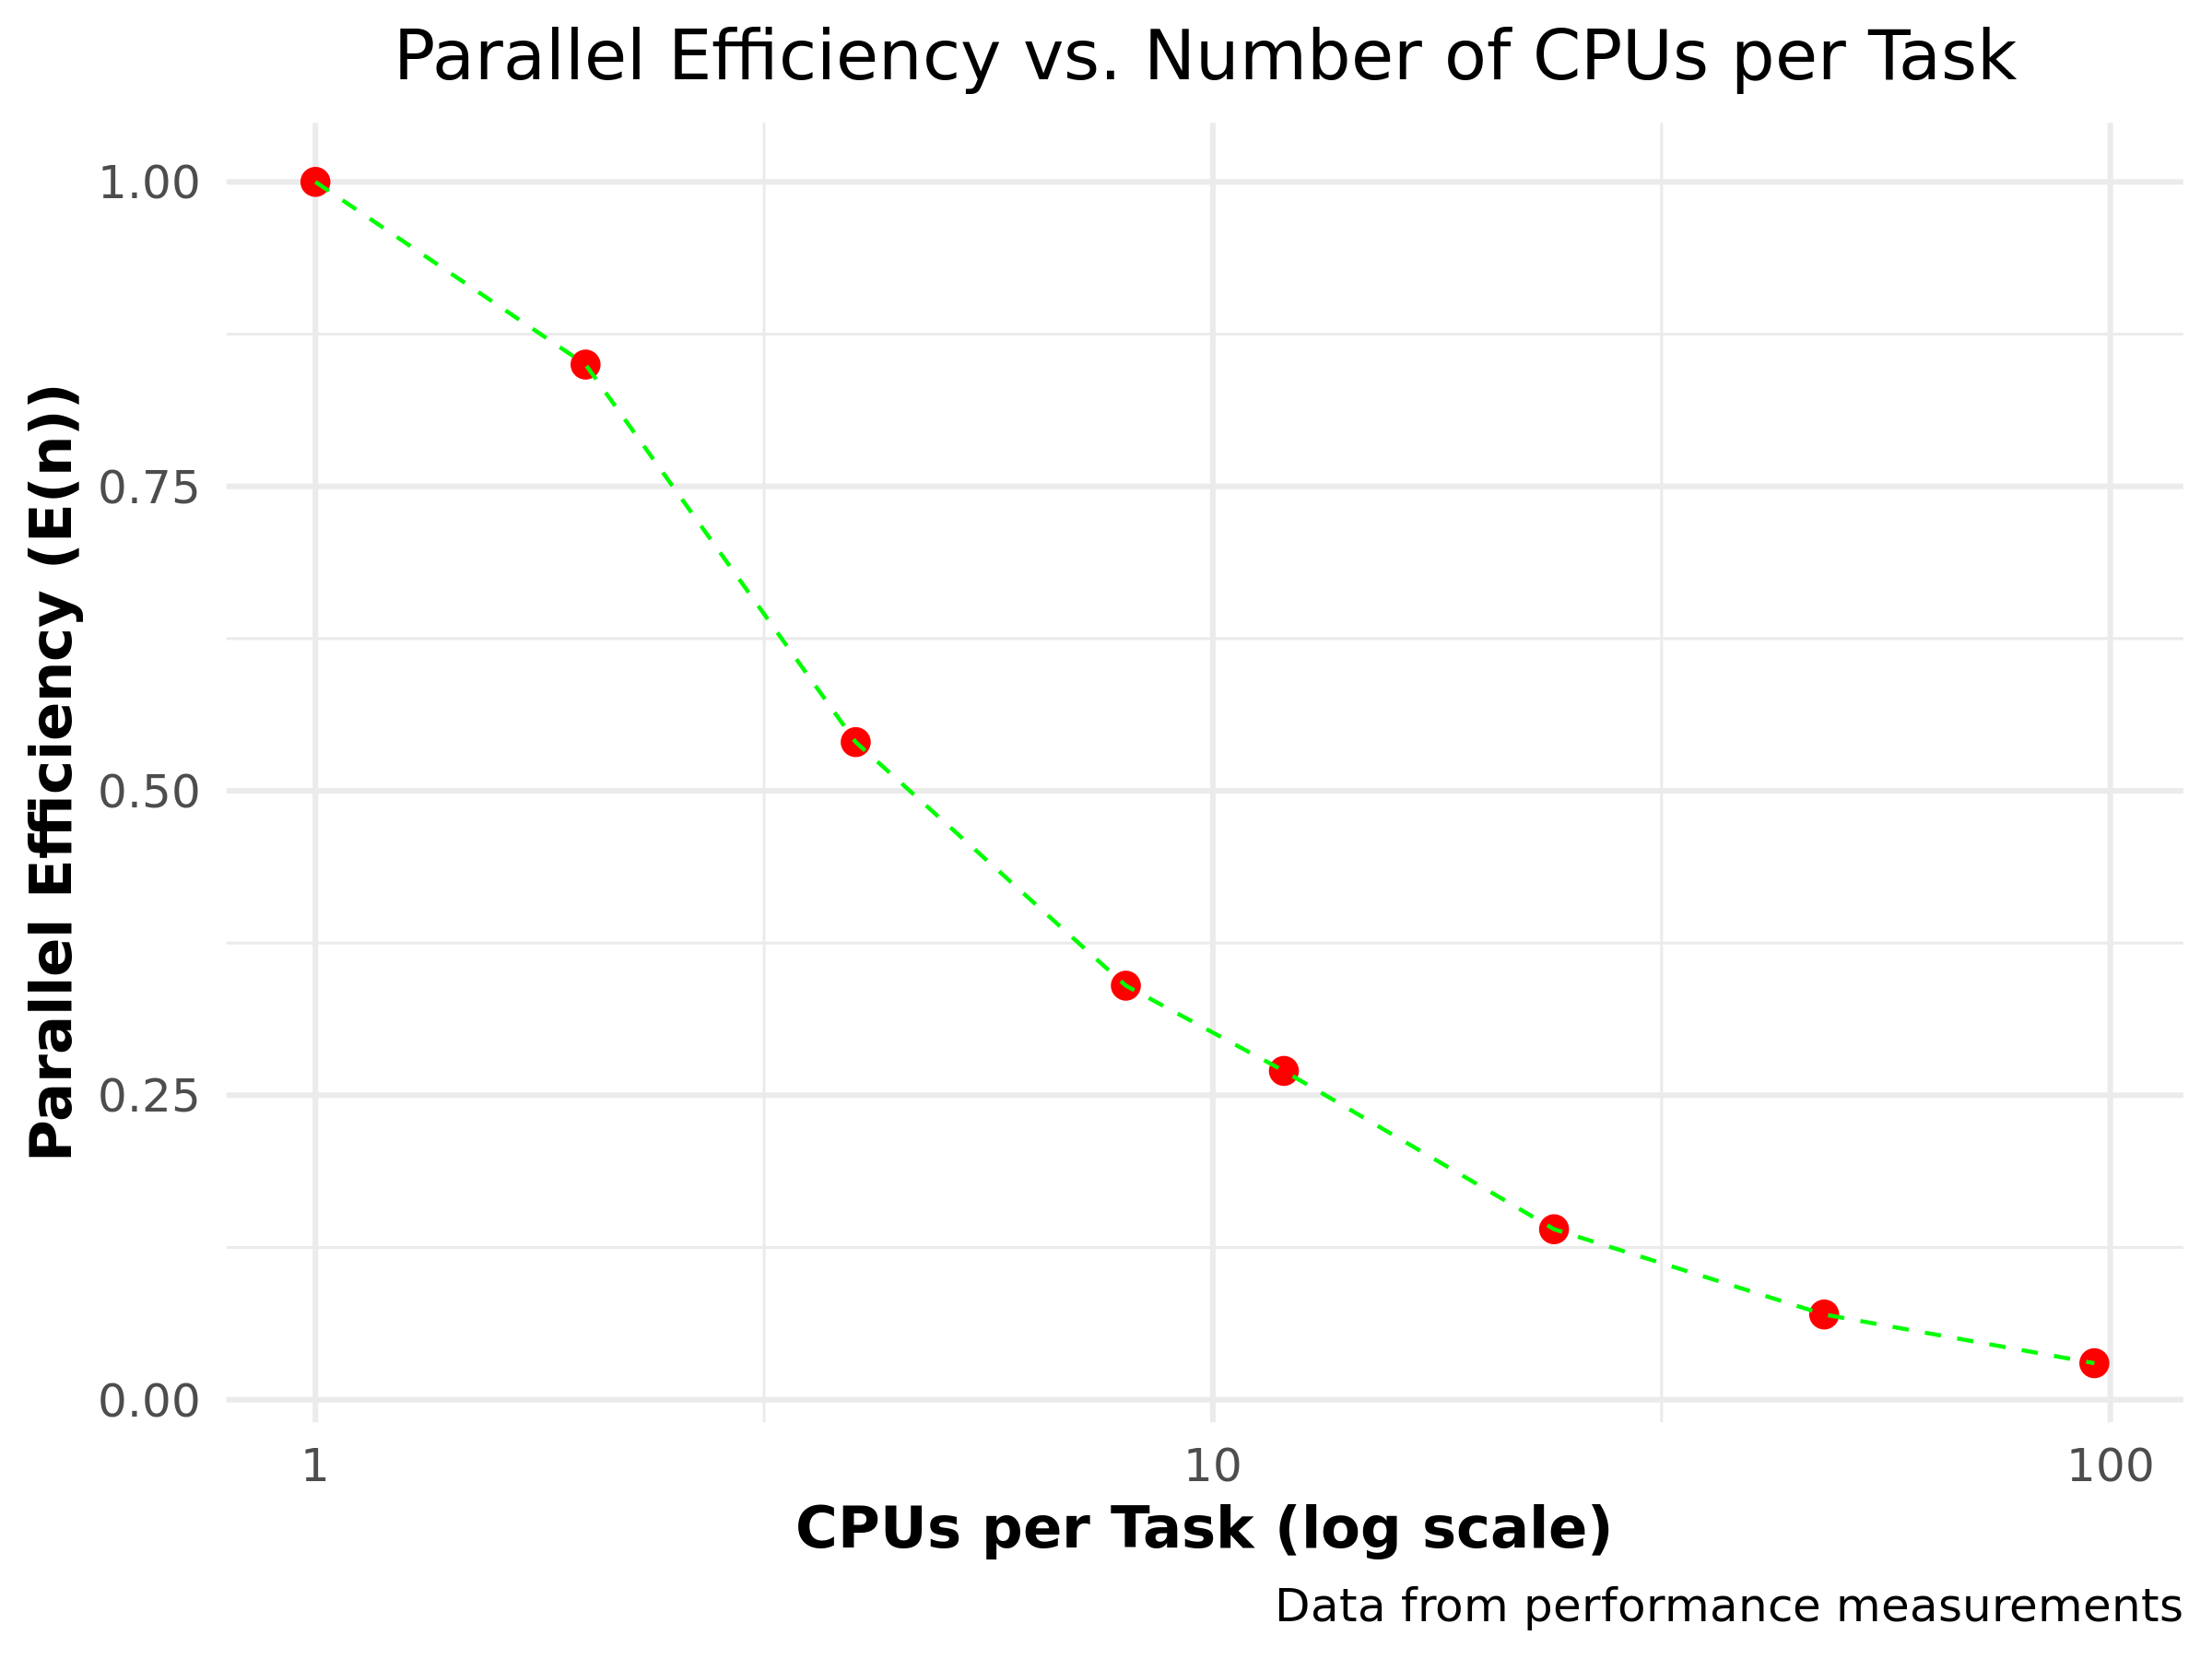 Parallel Efficiency vs. Number of CPUs per Task
Parallel Efficiency (E(n))
1.00
0.75
0.50
0.25
0.00
1
10
100
CPUs per Task (log scale)
Data from performance measurements